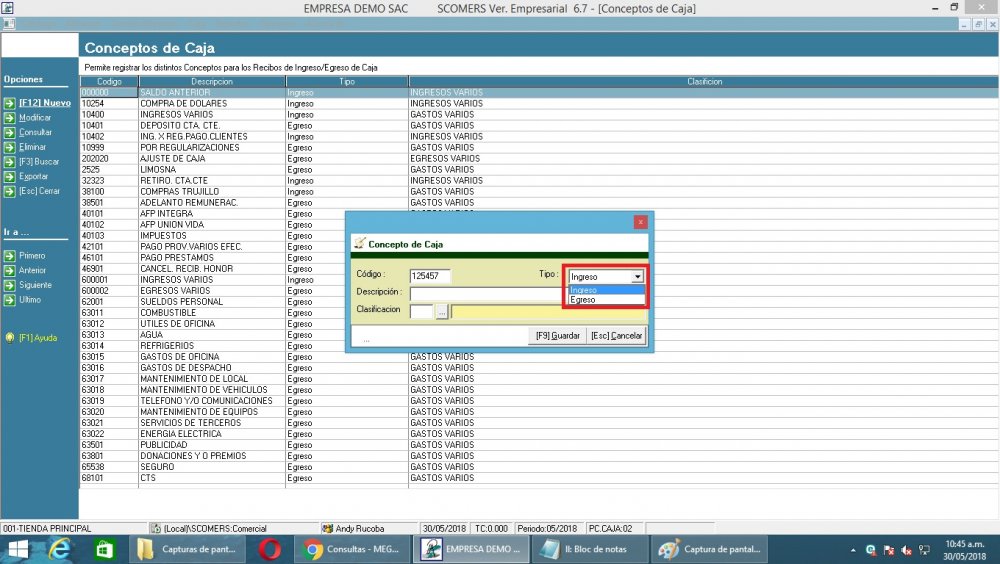 EMPRESA DEMO SAC SCOMERS Ver. Empresarial 6.7 - [Conceptos de Caja]
Conceptos de Caja
Permite registrar los distintos Conceptos para los Recibos de Ingreso/Egreso de Caja
Opciones
[F12] Nuevo
Modificar
Consultar
Eliminar
[F3] Buscar
Exportar
[Esc] Cerrar
Ir a ...
Primero
Anterior
Siguiente
Ultimo
[F1] Ayuda
Codigo Descripcion Tipo Clasificion
000000 SALDO ANTERIOR Ingreso INGRESOS VARIOS
10254 COMPRA DE DOLARES Ingreso INGRESOS VARIOS
10400 INGRESOS VARIOS Ingreso GASTOS VARIOS
10401 DEPOSITO CTA. CTE. Egreso GASTOS VARIOS
10402 ING. X REG.PAGO.CLIENTES Ingreso INGRESOS VARIOS
10999 POR REGULARIZACIONES Egreso GASTOS VARIOS
202020 AJUSTE DE CAJA Egreso EGRESOS VARIOS
2525 LIMOSNA Egreso GASTOS VARIOS
32323 RETIRO. CTA.CTE Ingreso INGRESOS VARIOS
38100 COMPRAS TRUJILLO Egreso GASTOS VARIOS
38501 ADELANTO REMUNERAC. Egreso GASTOS VARIOS
40101 AFP INTEGRA Egreso GASTOS VARIOS
40102 AFP UNION VIDA Egreso
40103 IMPUESTOS Egreso
42101 PAGO PROV.VARIOS EFEC. Egreso
46101 PAGO PRESTAMOS Egreso
46901 CANCEL. RECIB. HONOR Egreso
600001 INGRESOS VARIOS Ingreso
600002 EGRESOS VARIOS Egreso
62001 SUELDOS PERSONAL Egreso
63011 COMBUSTIBLE Egreso
63012 UTILES DE OFICINA Egreso
63013 AGUA Egreso
63014 REFRIGERIOS Egreso
63015 GASTOS DE OFICINA Egreso GASTOS VARIOS
63016 GASTOS DE DESPACHO Egreso GASTOS VARIOS
63017 MANTENIMIENTO DE LOCAL Egreso GASTOS VARIOS
63018 MANTENIMIENTO DE VEHICULOS Egreso GASTOS VARIOS
63019 TELEFONO Y/O COMUNICACIONES Egreso GASTOS VARIOS
63020 MANTENIMIENTO DE EQUIPOS Egreso GASTOS VARIOS
63021 SERVICIOS DE TERCEROS Egreso GASTOS VARIOS
63022 ENERGIA ELECTRICA Egreso GASTOS VARIOS
63501 PUBLICIDAD Egreso GASTOS VARIOS
63801 DONACIONES Y O PREMIOS Egreso GASTOS VARIOS
65538 SEGURO Egreso GASTOS VARIOS
68101 CTS Egreso GASTOS VARIOS
Concepto de Caja
Código : 125457 Tipo : Ingreso
Ingreso
Egreso
Descripción :
Clasificacion ...
... [F9] Guardar [Esc] Cancelar
001-TIENDA PRINCIPAL (Local)\SCOMERS:Comercial Andy Rucoba 30/05/2018 TC:0.000 Periodo:05/2018 PC.CAJA:02
Capturas de pant... Consultas - MEG... EMPRESA DEMO ... II: Bloc de notas Captura de pantal... 10:45 a.m.
30/05/2018